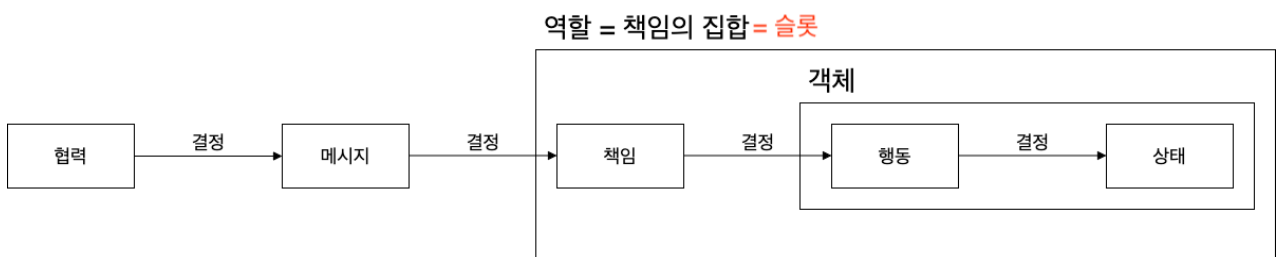 역할 = 책임의 집합 = 슬롯
객체
결정 결정 결정 결정
협력 메시지 책임 행동 상태